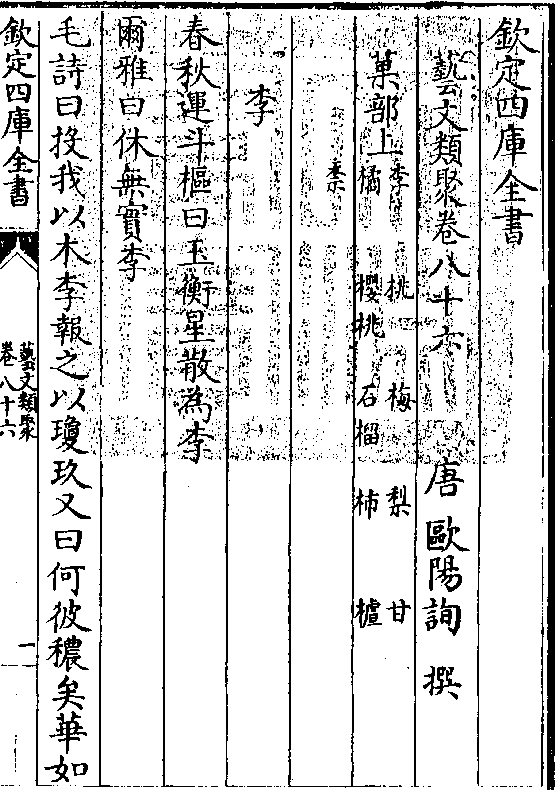 欽定四庫全書
藝文類聚卷八十六
唐 歐陽詢 撰
菓部上 李 桃 梅 梨 甘
橘 櫻桃 石榴 柿 樝
柰
李
春秋運斗樞曰玉衡星散為李
爾雅曰休無實李
毛詩曰投我以木李報之以瓊玖又曰何彼穠矣華如
欽定四庫全書
藝文類聚
卷八十六
一